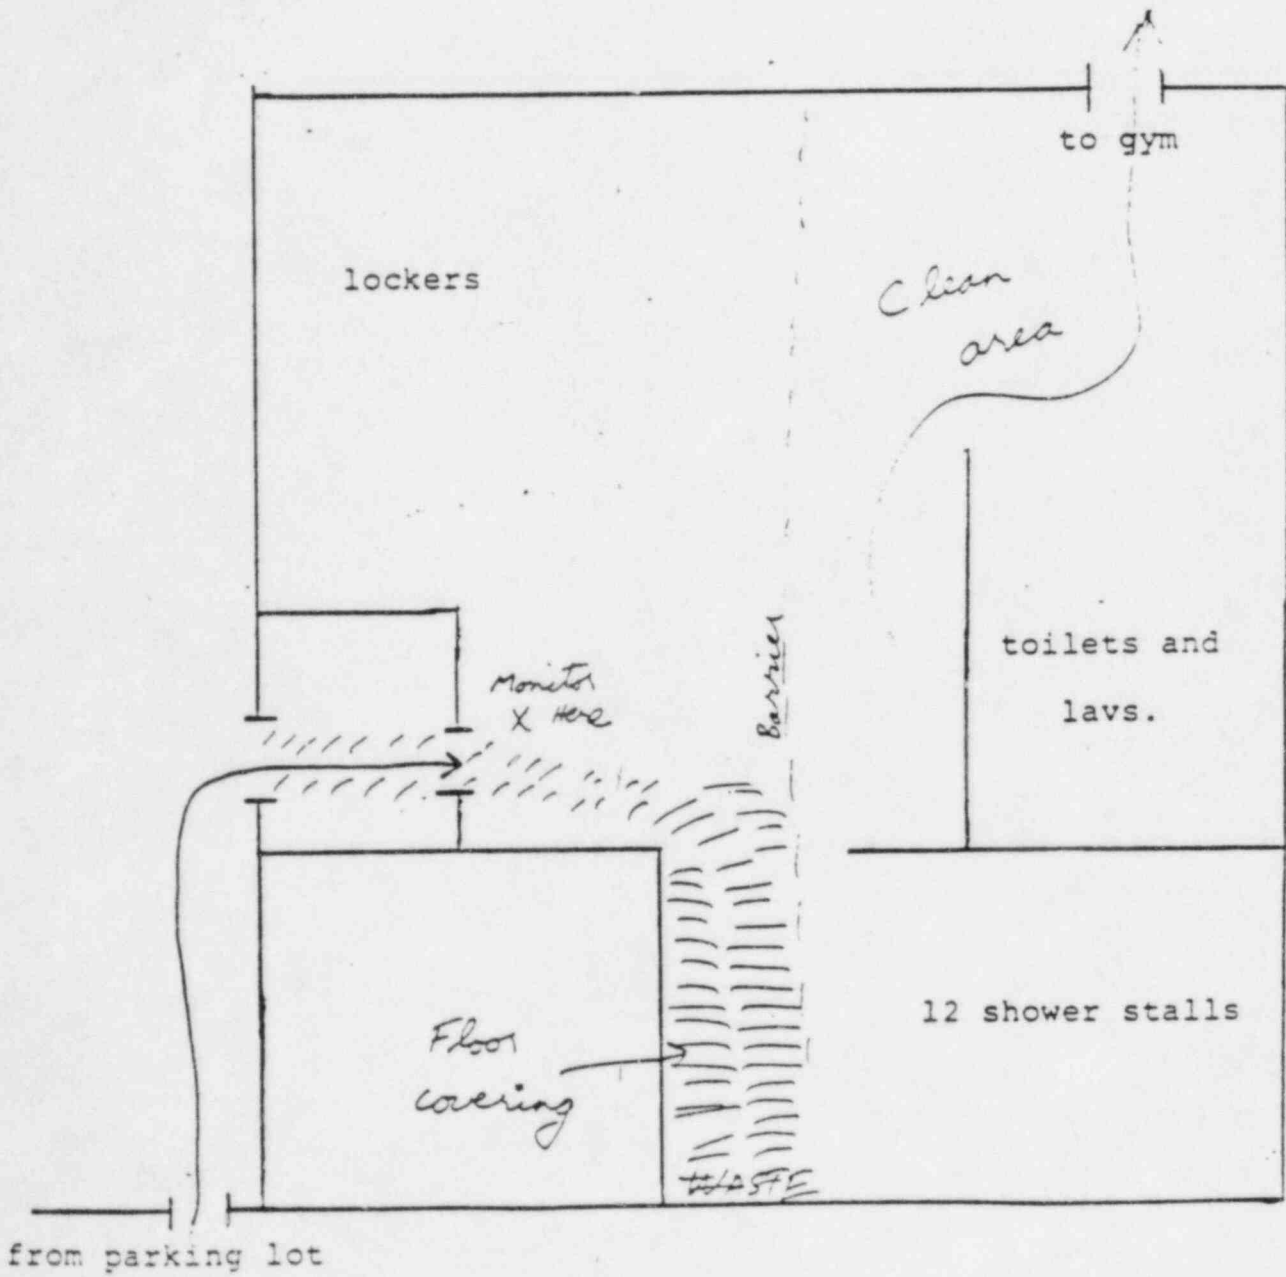 to gym
lockers
Clean
area
toilets and
lavs.
Monitor
X Here
Barrier
12 shower stalls
Floor
covering
WASTE
from parking lot